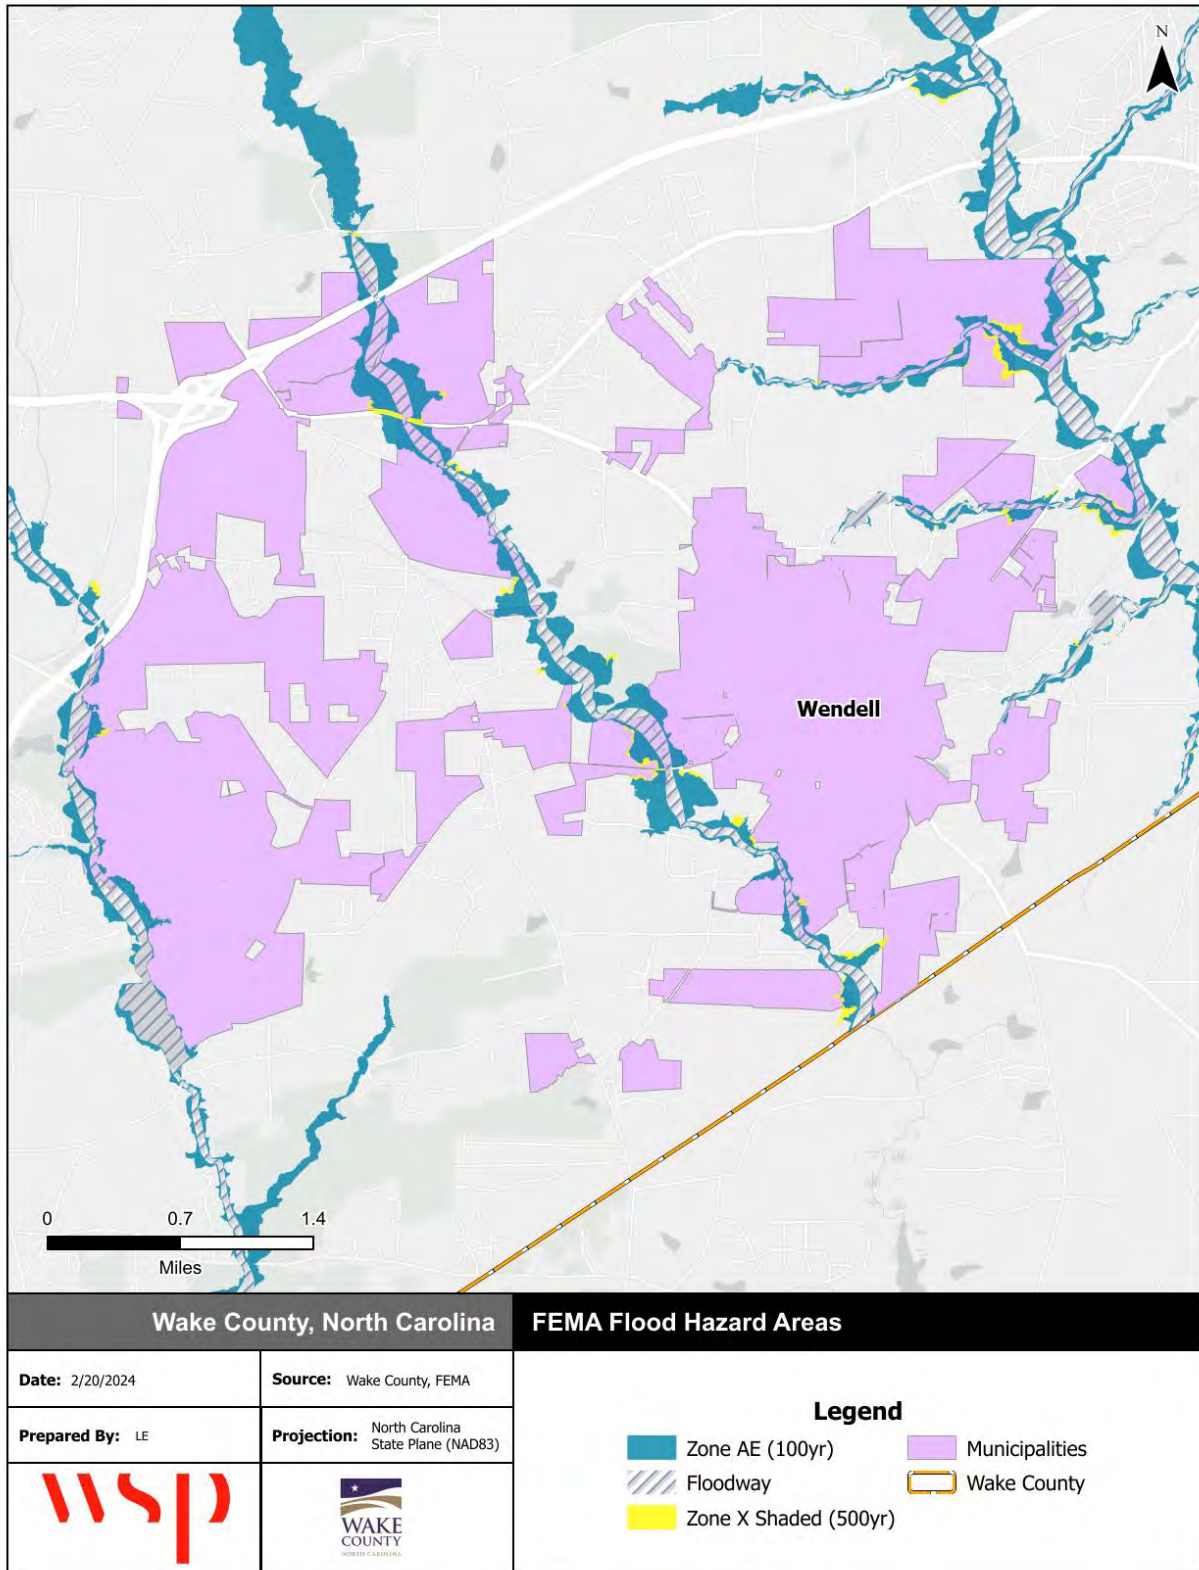 N
Wendell
0 0.7 1.4
Miles
Wake County, North Carolina
FEMA Flood Hazard Areas
Date: 2/20/2024
Source: Wake County, FEMA
Prepared By: LE
Projection: North Carolina
State Plane (NAD83)
wsp
WAKE
COUNTY
NORTH CAROLINA
Legend
Zone AE (100yr)
Floodway
Zone X Shaded (500yr)
Municipalities
Wake County